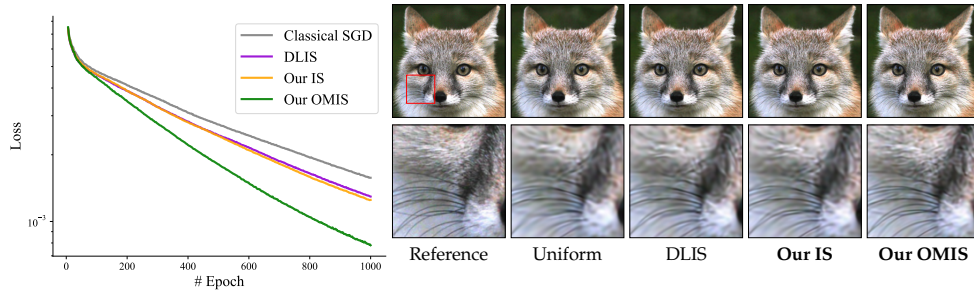 Classical SGD
DLIS
Our IS
Our OMIS
Loss
10⁻³
0 200 400 600 800 1000
# Epoch
Reference Uniform DLIS Our IS Our OMIS